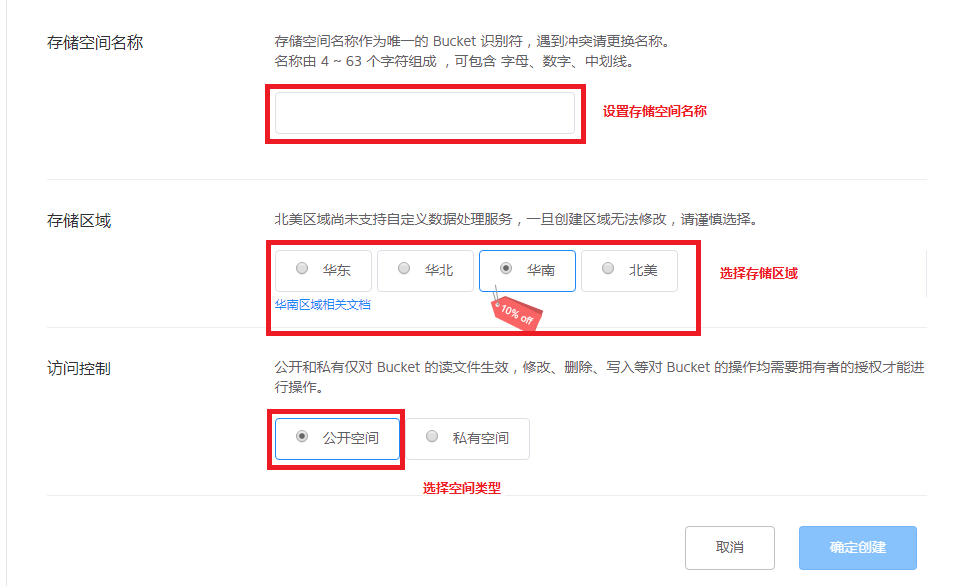 存储空间名称
存储空间名称作为唯一的 Bucket 识别符，遇到冲突请更换名称。
名称由 4 ~ 63 个字符组成 ，可包含 字母、数字、中划线。
设置存储空间名称
存储区域
北美区域尚未支持自定义数据处理服务，一旦创建区域无法修改，请谨慎选择。
华东 华北 华南 北美
选择存储区域
华南区域相关文档
10% off
访问控制
公开和私有仅对 Bucket 的读文件生效，修改、删除、写入等对 Bucket 的操作均需要拥有者的授权才能进
行操作。
公开空间 私有空间
选择空间类型
取消 确定创建